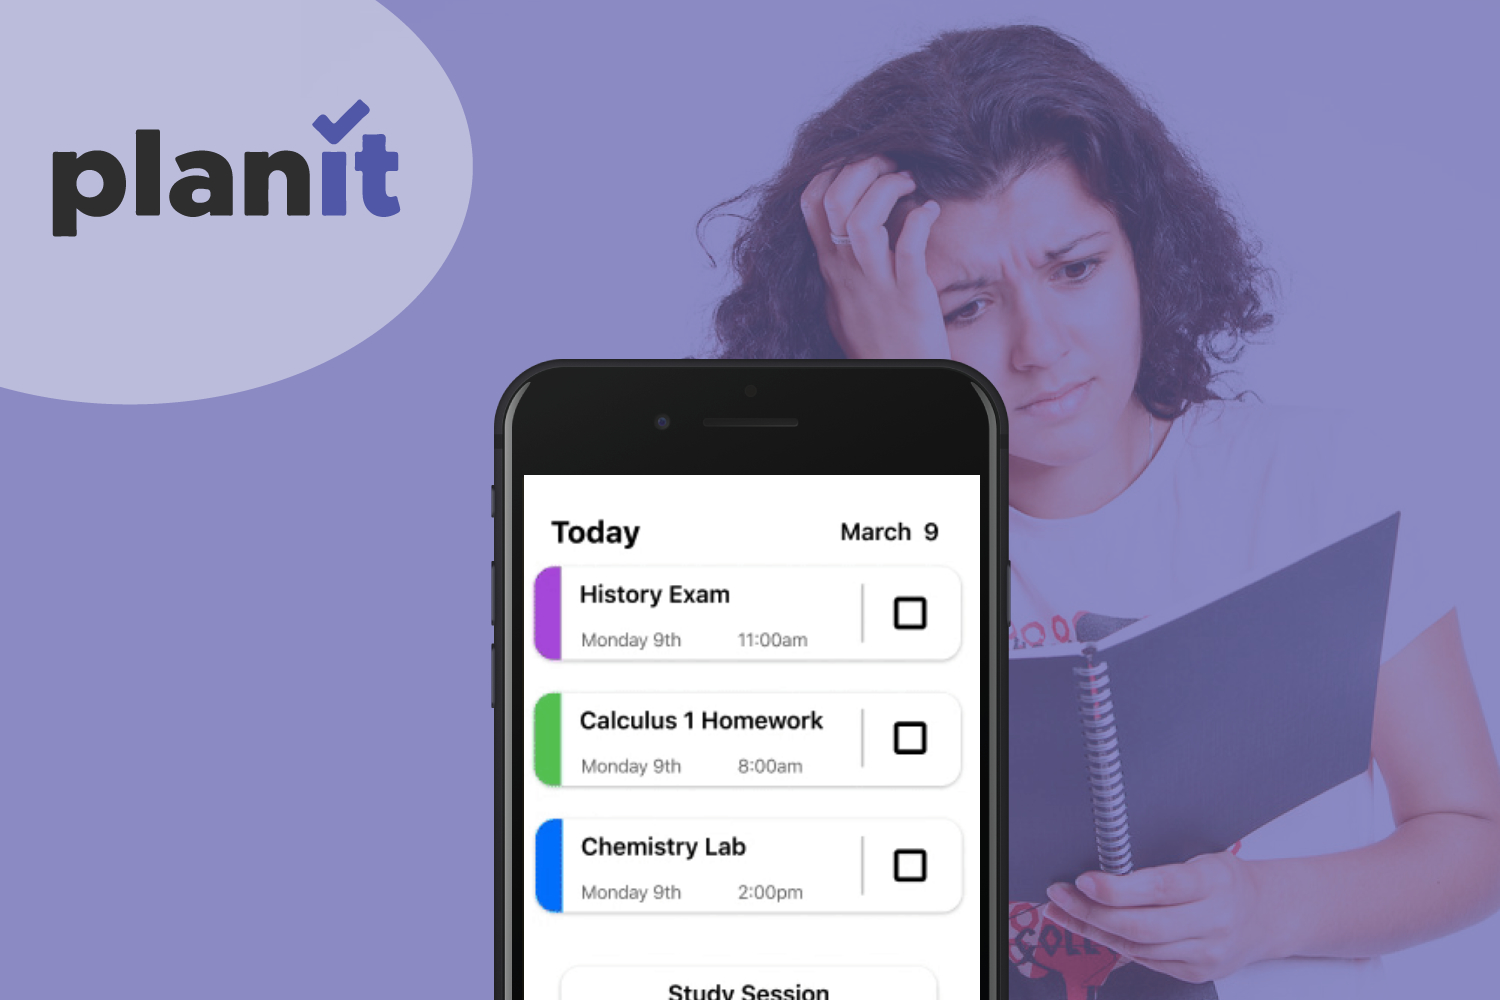 planit
Today March 9
History Exam
Monday 9th 11:00am
Calculus 1 Homework
Monday 9th 8:00am
Chemistry Lab
Monday 9th 2:00pm
Study Session